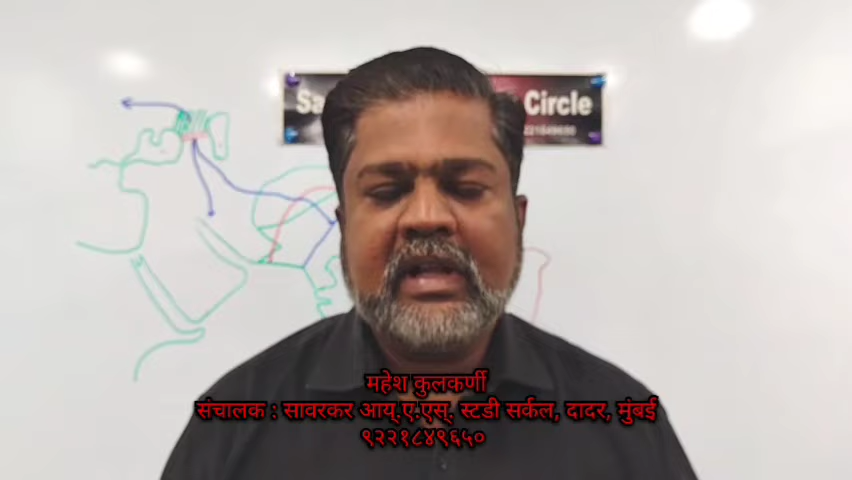 Circle
महेश कुलकर्णी
संचालक : सावरकर आय्.ए.एस्. स्टडी सर्कल, दादर, मुंबई
९२२१८४९६५०